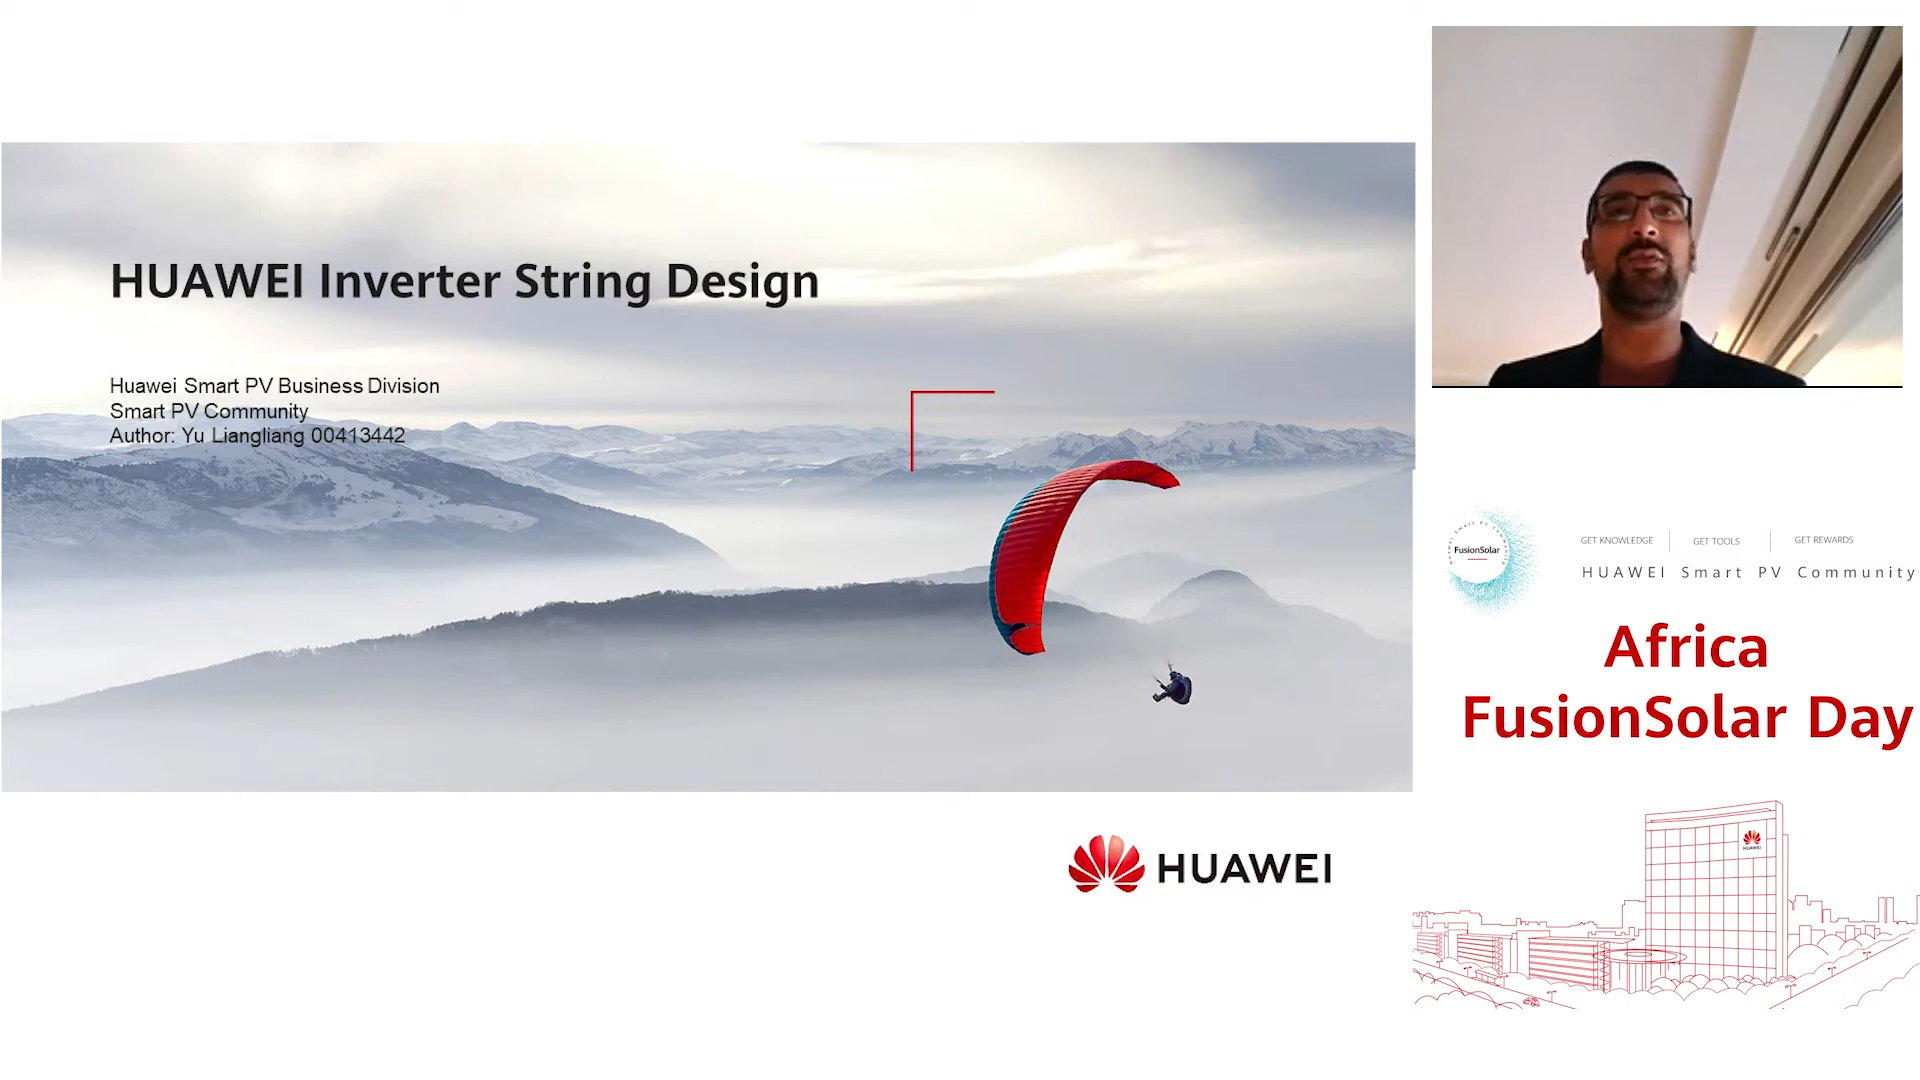 HUAWEI Inverter String Design
Huawei Smart PV Business Division
Smart PV Community
Author: Yu Liangliang 00413442
HUAWEI
FusionSolar
GET KNOWLEDGE
GET TOOLS
GET REWARDS
HUAWEI Smart PV Community
Africa
FusionSolar Day
HUAWEI